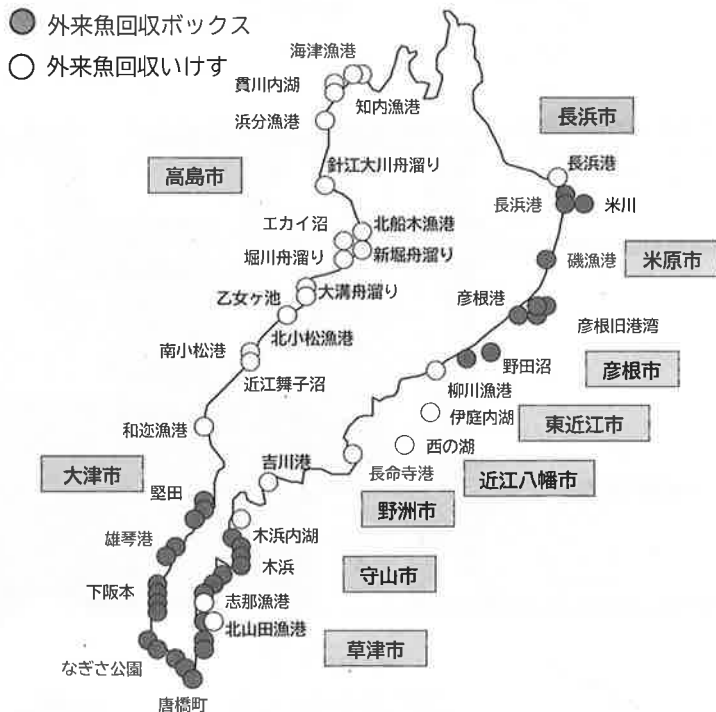 外来魚回収ボックス
外来魚回収いけす
海津漁港
貫川内湖
知内漁港
浜分漁港
長浜市
針江大川舟溜り
長浜港
高島市
長浜港
米川
エカイ沼
北船木漁港
堀川舟溜り
新堀舟溜り
磯漁港
米原市
乙女ヶ池
大溝舟溜り
彦根港
彦根旧港湾
北小松漁港
南小松港
野田沼
彦根市
近江舞子沼
柳川漁港
伊庭内湖
東近江市
和迩漁港
西の湖
大津市
吉川港
長命寺港
近江八幡市
堅田
野洲市
雄琴港
木浜内湖
木浜
守山市
下阪本
志那漁港
北山田漁港
草津市
なぎさ公園
唐橋町